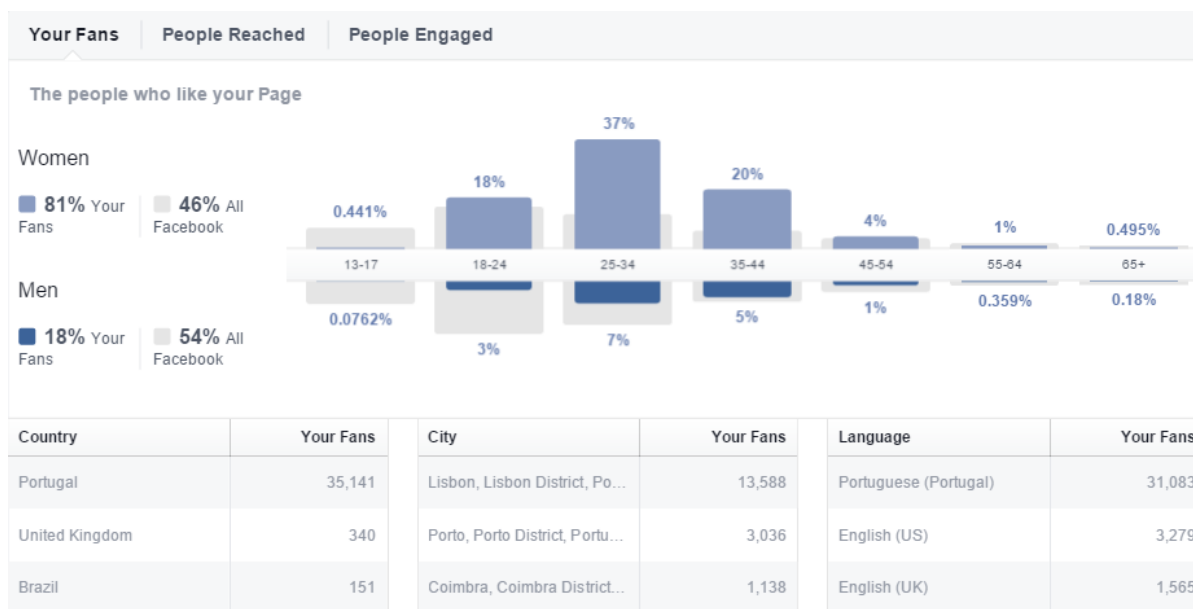 Your Fans People Reached People Engaged
The people who like your Page
Women
81% Your Fans
46% All Facebook
0.441% 18% 37% 20% 4% 1% 0.495%
13-17 18-24 25-34 35-44 45-54 55-64 65+
Men
18% Your Fans
54% All Facebook
0.0762% 3% 7% 5% 1% 0.359% 0.18%
Country Your Fans City Your Fans Language Your Fans
Portugal 35,141 Lisbon, Lisbon District, Po... 13,588 Portuguese (Portugal) 31,083
United Kingdom 340 Porto, Porto District, Portu... 3,036 English (US) 3,279
Brazil 151 Coimbra, Coimbra District... 1,138 English (UK) 1,565